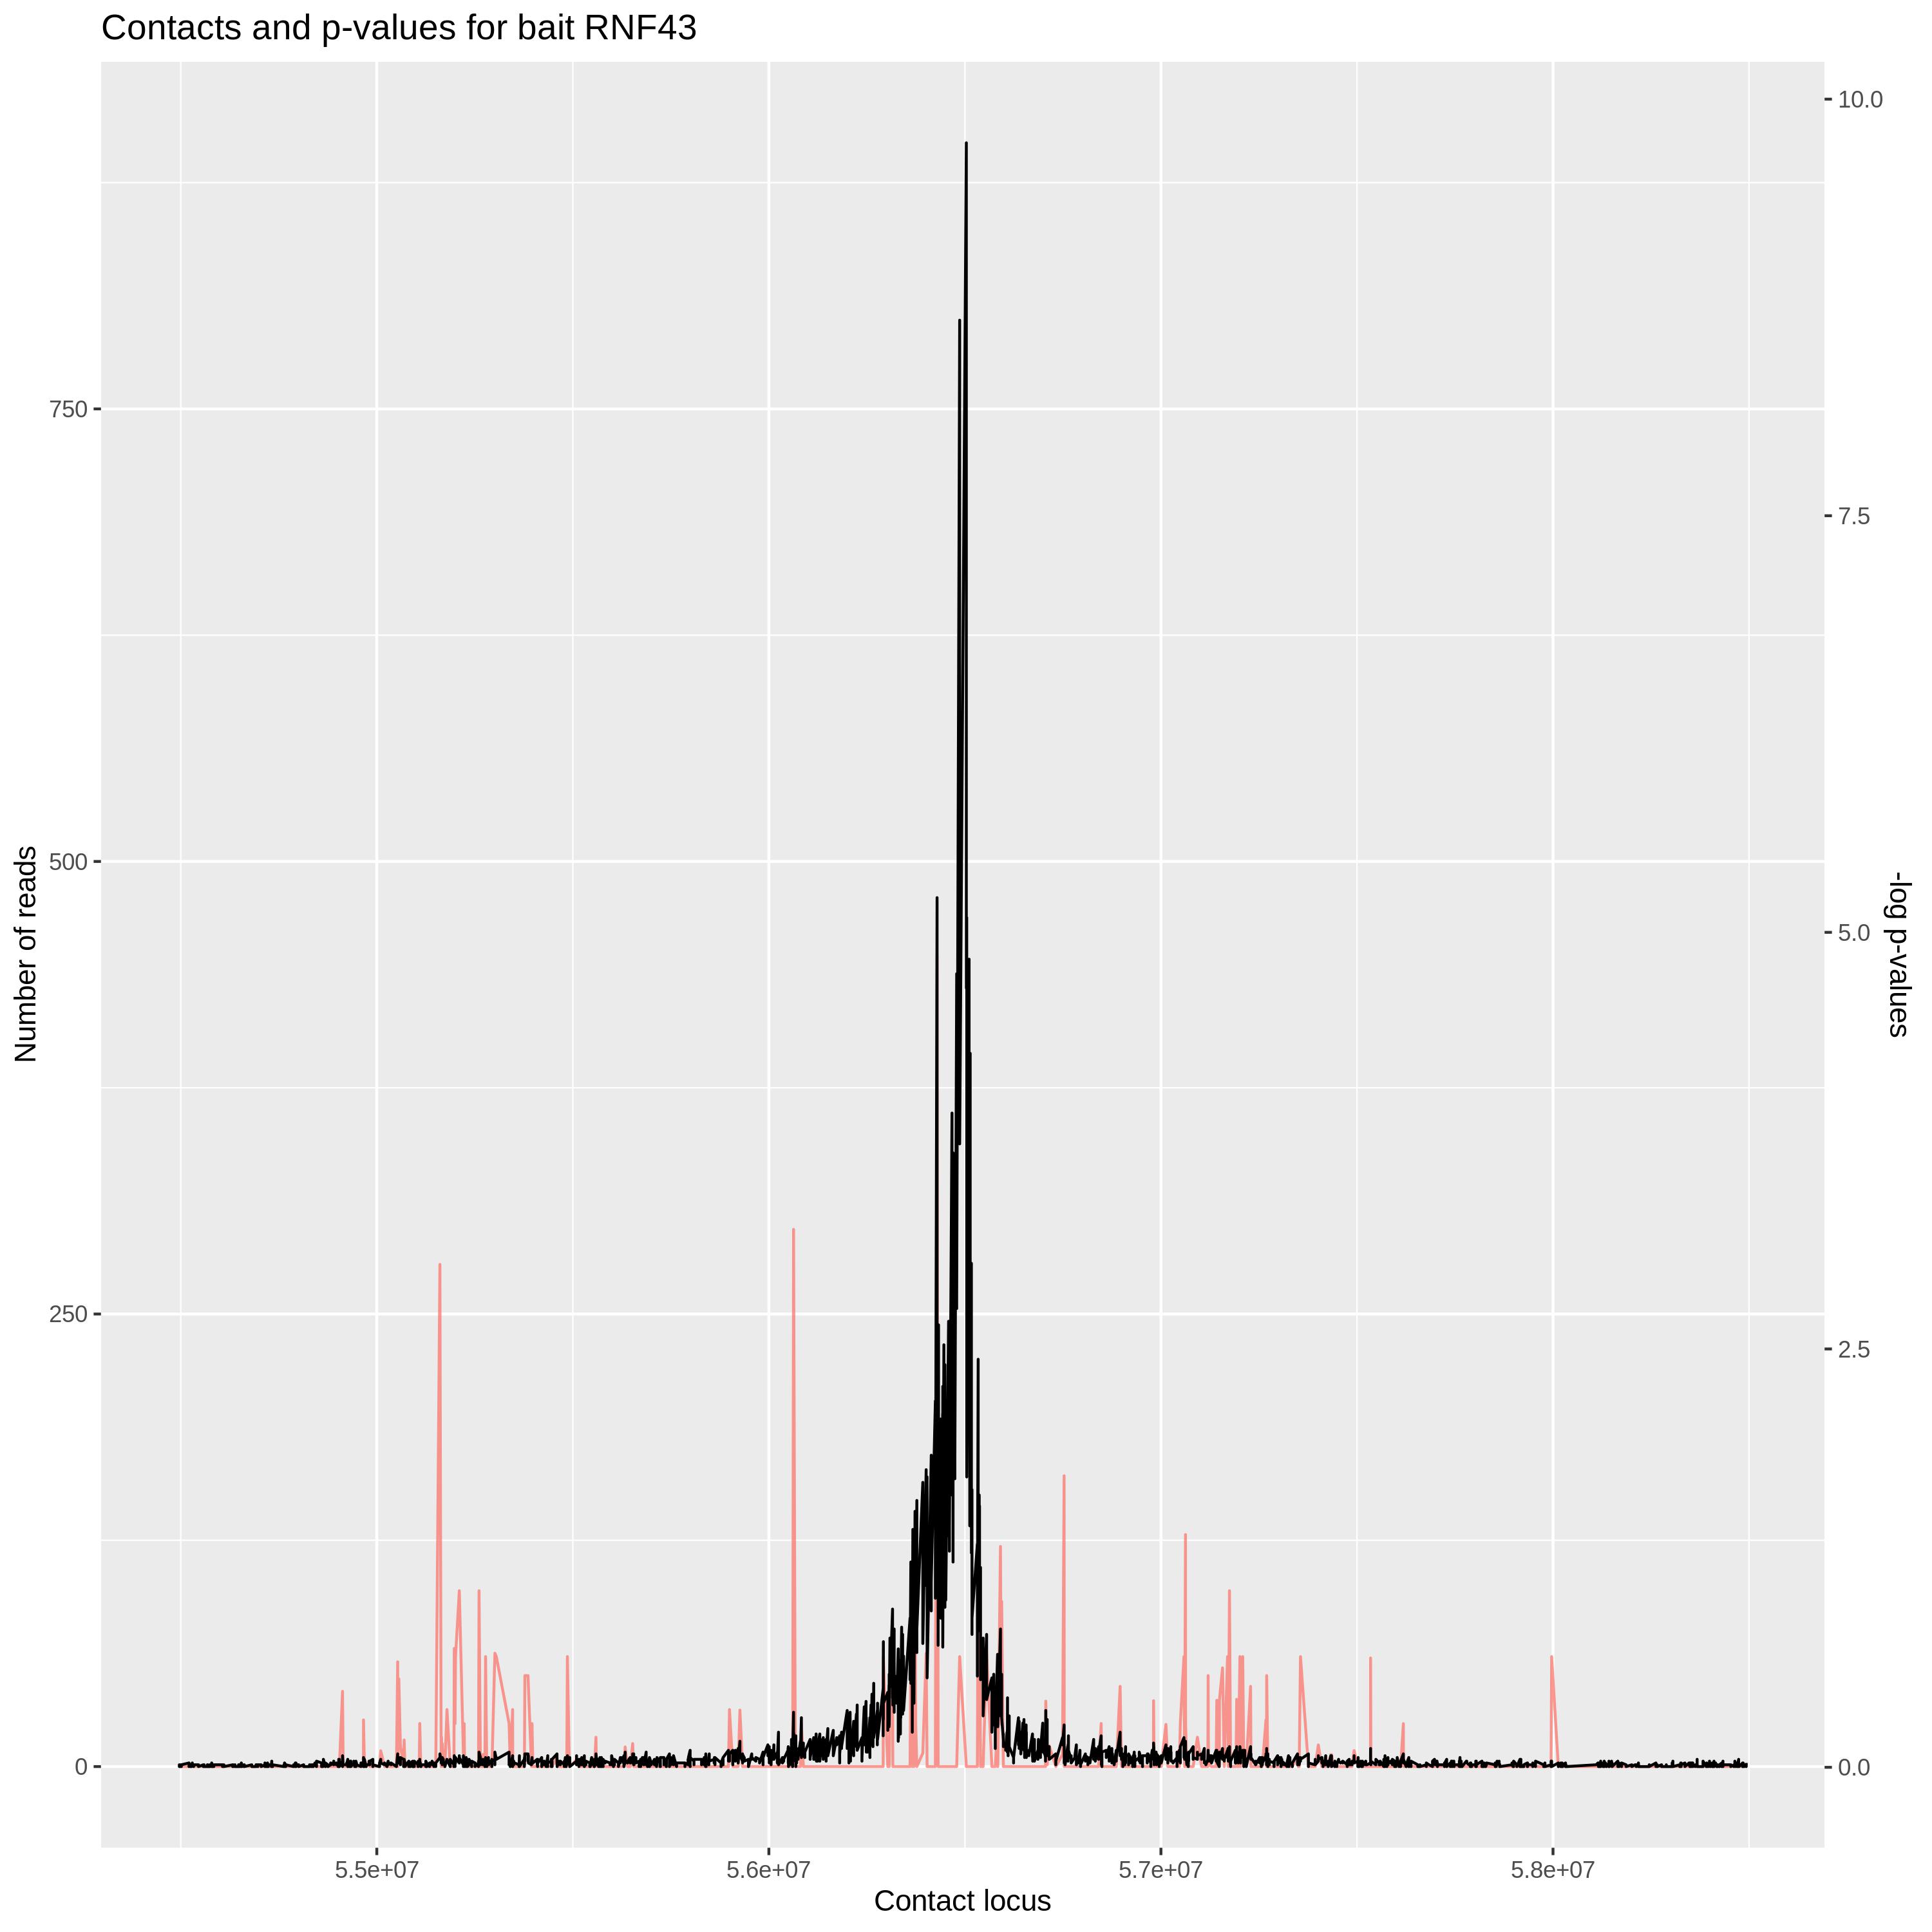 Contacts and p-values for bait RNF43
10.0
750
7.5
Number of reads
500
5.0
-log p-values
250
2.5
0
0.0
5.5e+07 5.6e+07 5.7e+07 5.8e+07
Contact locus